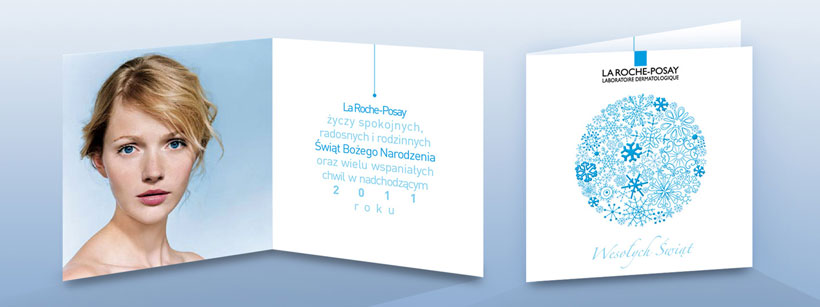 La Roche-Posay
życzy spokojnych,
radosnych i rodzinnych
Świąt Bożego Narodzenia
oraz wielu wspaniałych
chwil w nadchodzącym
2 0 1 1
r o k u
LA ROCHE-POSAY
LABORATOIRE DERMATOLOGIQUE
Wesołych Świąt